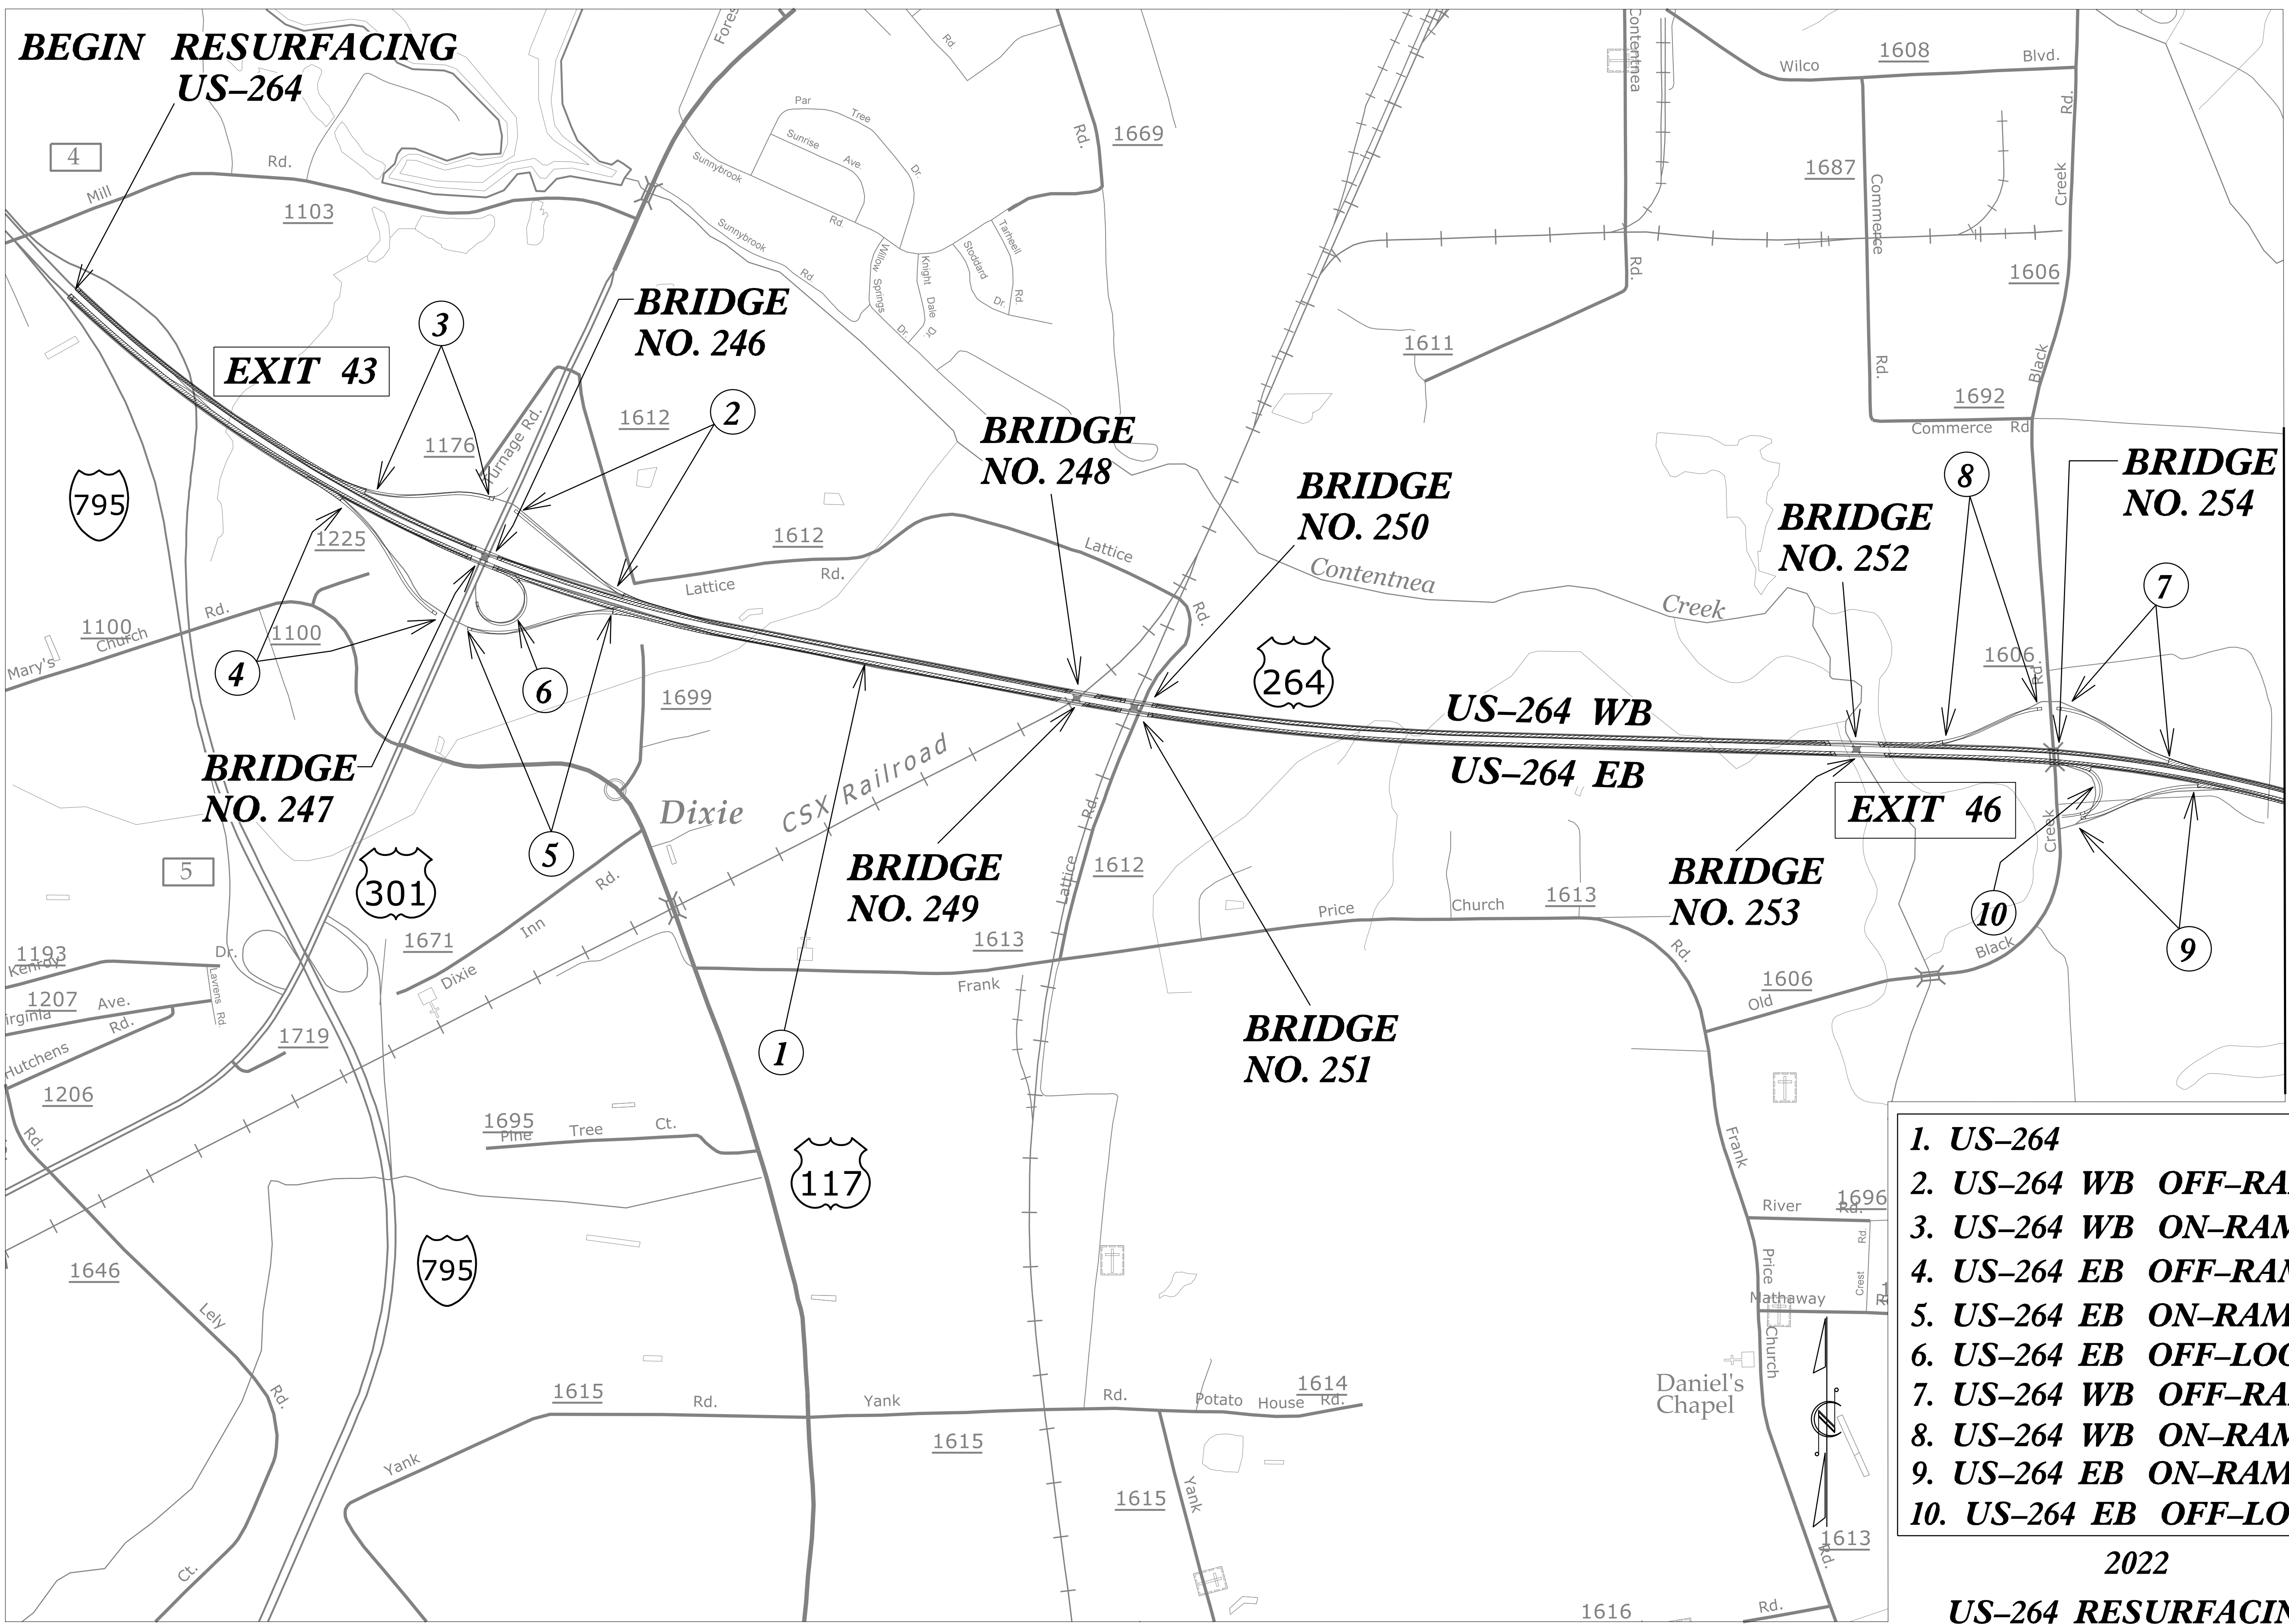 BEGIN RESURFACING
US–264
4
Mill
Rd.
1103
Sunnybrook
Rd.
Par
Tree
Dr.
Sunrise
Ave.
Sunnybrook
Rd.
Willow
Springs
Dr.
Knight
Dale
Ct.
Stoddard
Dr.
Tarheel
Rd.
Rd.
Rd.
1669
Contentnea
Rd.
Wilco
1608
Blvd.
1687
Commerce
Rd.
Rd.
Creek
Black
1606
1611
1692
Commerce Rd
EXIT 43
3
BRIDGE
NO. 246
2
1612
1176
Turnage Rd.
795
1225
BRIDGE
NO. 248
BRIDGE
NO. 250
BRIDGE
NO. 252
8
BRIDGE
NO. 254
7
1612
Lattice
Rd.
Lattice
Rd.
Contentnea
Creek
1606
Rd.
1100
Mary's
Church
Rd.
1100
4
6
1699
264
US–264 WB
US–264 EB
BRIDGE
NO. 247
5
Dixie
CSX Railroad
EXIT 46
Creek
5
301
BRIDGE
NO. 249
Lattice
Rd.
1612
BRIDGE
NO. 253
10
9
1671
Dixie
Inn
Rd.
1613
Frank
Price
Church
1613
Rd.
1606
Old
Black
1193
Dr.
1207
Ave.
Lavrens
Rd
Hutchens
Rd.
1206
Rd.
1719
1
BRIDGE
NO. 251
1695
Pine
Tree
Ct.
117
795
1646
Lely
Rd.
Ct.
Frank
River
Rd.
1696
Crest
Rd.
Price
Church
Mathaway
Daniel's
Chapel
1613
Rd.
1615
Yank
Rd.
Yank
1615
Rd.
Potato House Rd.
1614
1615
Yank
1616
Rd.
1. US–264
2. US–264 WB OFF–RA
3. US–264 WB ON–RAM
4. US–264 EB OFF–RAM
5. US–264 EB ON–RAM
6. US–264 EB OFF–LOO
7. US–264 WB OFF–RA
8. US–264 WB ON–RAM
9. US–264 EB ON–RAM
10. US–264 EB OFF–LO
2022
US–264 RESURFACIN